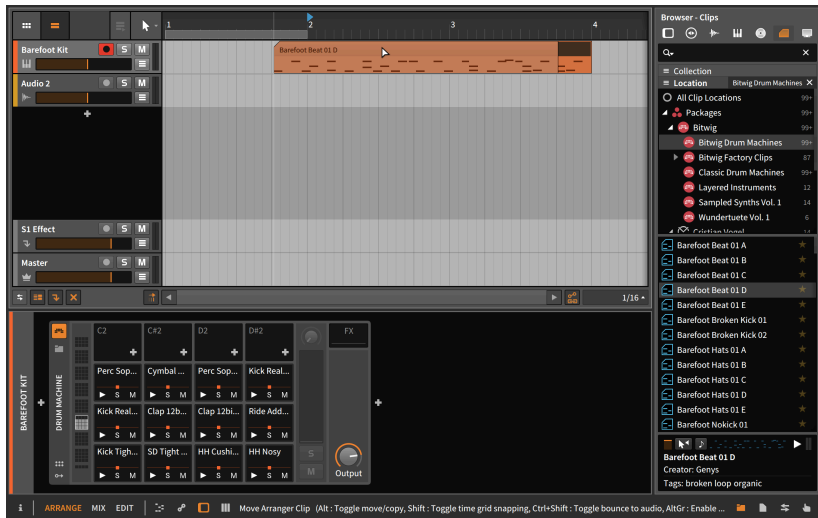 1 2 3 4
Barefoot Kit S M
Barefoot Beat 01 D
Audio 2 S M
S1 Effect S M
Master S M
1/16
BAREFOOT KIT
DRUM MACHINE
C2 C#2 D2 D#2 FX
Perc Sop... Cymbal ... Perc Sop... Kick Real...
S M S M S M S M
Kick Real... Clap 12b... Clap 12bi... Ride Add...
S M S M S M S M
Kick Tigh... SD Tight ... HH Cushi... HH Nosy
S M S M S M S M
S
M
Output
Browser - Clips
Collection
Location Bitwig Drum Machines
All Clip Locations 99+
Packages 99+
Bitwig 99+
Bitwig Drum Machines 99+
Bitwig Factory Clips 87
Classic Drum Machines 99+
Layered Instruments 12
Sampled Synths Vol. 1 14
Wundertuete Vol. 1 6
Cristian Vogel 14
Barefoot Beat 01 A
Barefoot Beat 01 B
Barefoot Beat 01 C
Barefoot Beat 01 D
Barefoot Beat 01 E
Barefoot Broken Kick 01
Barefoot Broken Kick 02
Barefoot Hats 01 A
Barefoot Hats 01 B
Barefoot Hats 01 C
Barefoot Hats 01 D
Barefoot Hats 01 E
Barefoot Nokick 01
Barefoot Beat 01 D
Creator: Genys
Tags: broken loop organic
i ARRANGE MIX EDIT Move Arranger Clip (Alt : Toggle move/copy, Shift : Toggle time grid snapping, Ctrl+Shift : Toggle bounce to audio, AltGr : Enable ...